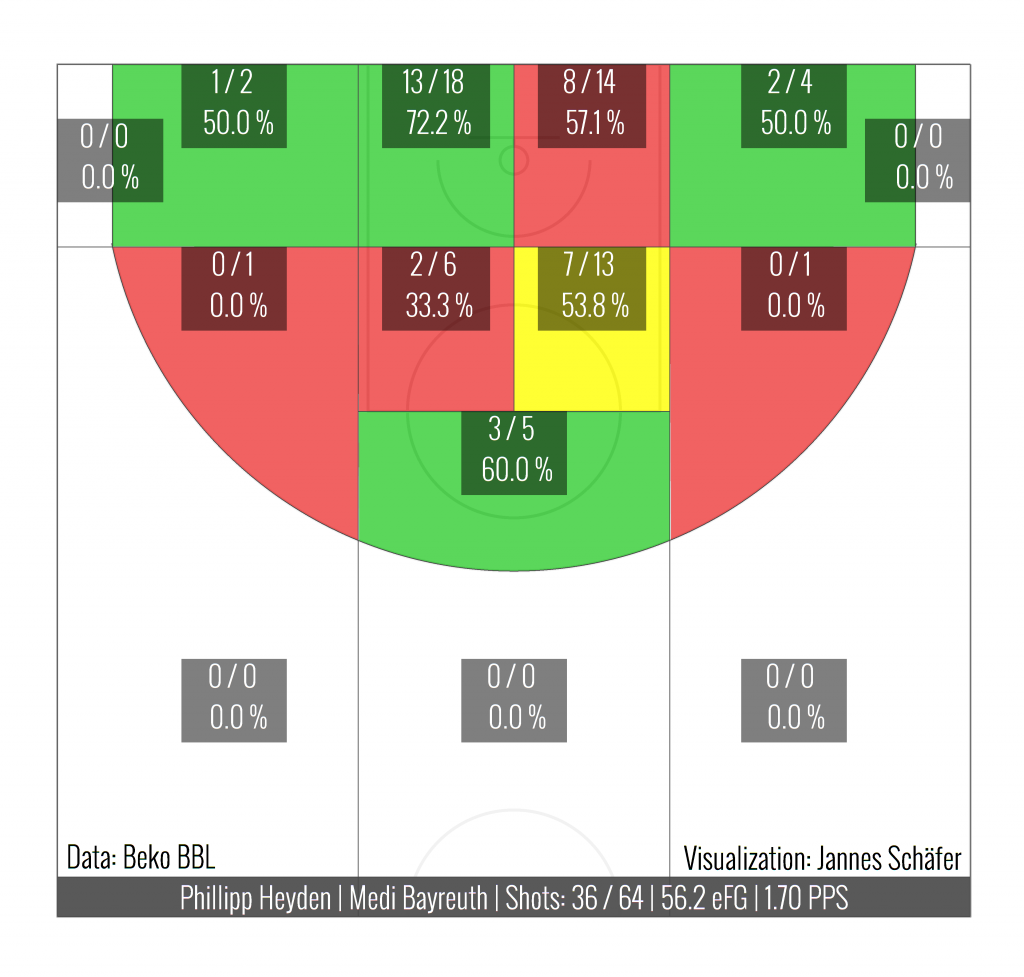 1 / 2
50.0 %
13 / 18
72.2 %
8 / 14
57.1 %
2 / 4
50.0 %
0 / 0
0.0 %
0 / 0
0.0 %
0 / 1
0.0 %
2 / 6
33.3 %
7 / 13
53.8 %
0 / 1
0.0 %
3 / 5
60.0 %
0 / 0
0.0 %
0 / 0
0.0 %
0 / 0
0.0 %
Data: Beko BBL
Visualization: Jannes Schäfer
Phillipp Heyden | Medi Bayreuth | Shots: 36 / 64 | 56.2 eFG | 1.70 PPS